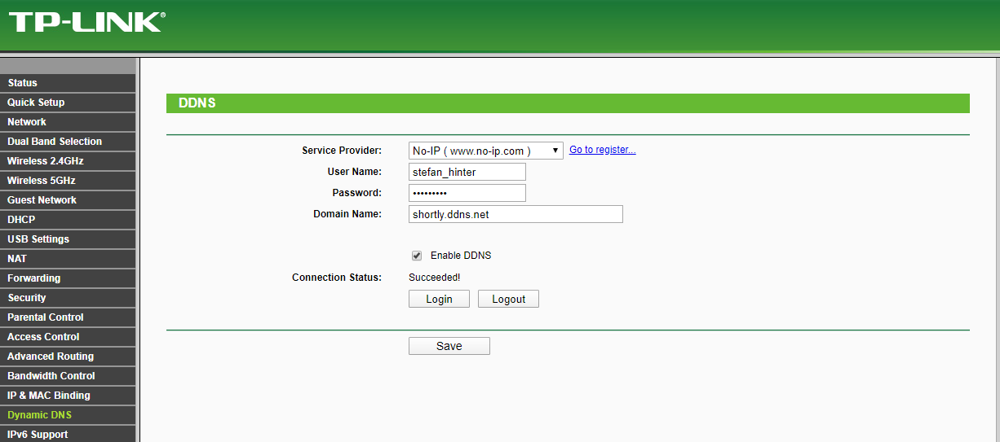 TP-LINK®
Status
Quick Setup
Network
Dual Band Selection
Wireless 2.4GHz
Wireless 5GHz
Guest Network
DHCP
USB Settings
NAT
Forwarding
Security
Parental Control
Access Control
Advanced Routing
Bandwidth Control
IP & MAC Binding
Dynamic DNS
IPv6 Support
DDNS
Service Provider: No-IP ( www.no-ip.com ) Go to register...
User Name: stefan_hinter
Password: •••••••••
Domain Name: shortly.ddns.net
Enable DDNS
Connection Status: Succeeded!
Login Logout
Save